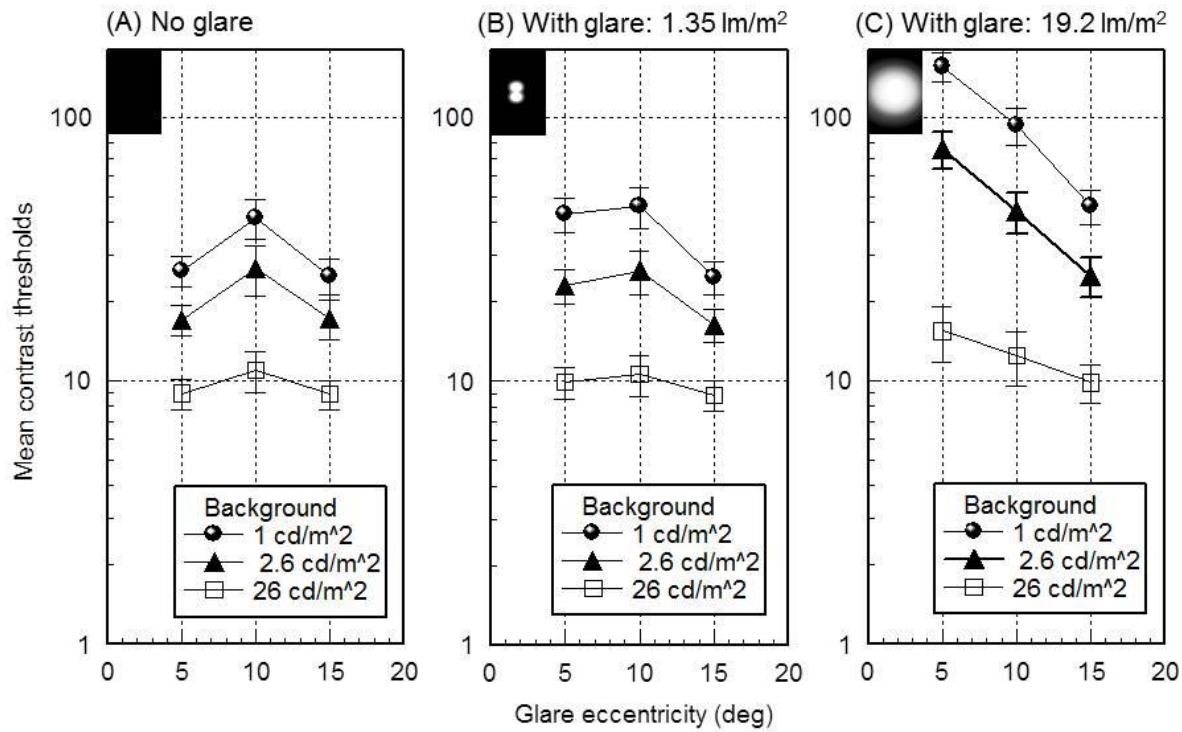 (A) No glare
(B) With glare: 1.35 lm/m²
(C) With glare: 19.2 lm/m²
Mean contrast thresholds
100
10
1
Background
1 cd/m^2
2.6 cd/m^2
26 cd/m^2
0 5 10 15 20
100
10
1
Background
1 cd/m^2
2.6 cd/m^2
26 cd/m^2
0 5 10 15 20
100
10
1
Background
1 cd/m^2
2.6 cd/m^2
26 cd/m^2
0 5 10 15 20
Glare eccentricity (deg)